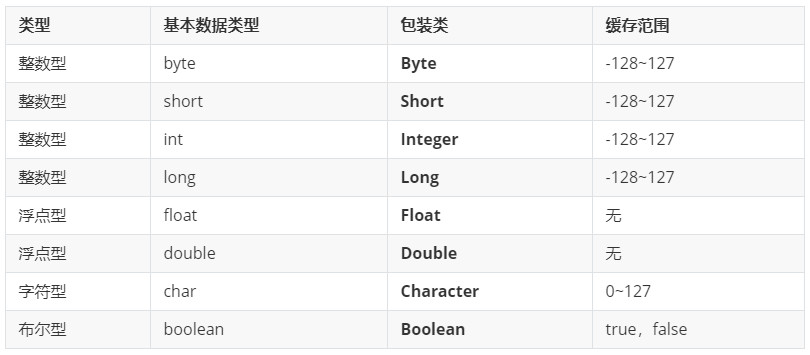 类型 基本数据类型 包装类 缓存范围
整数型 byte Byte -128~127
整数型 short Short -128~127
整数型 int Integer -128~127
整数型 long Long -128~127
浮点型 float Float 无
浮点型 double Double 无
字符型 char Character 0~127
布尔型 boolean Boolean true，false